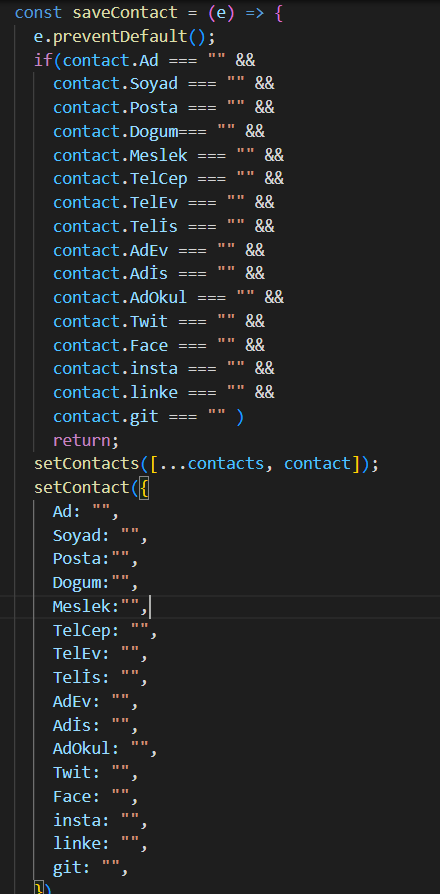 const saveContact = (e) => {
e.preventDefault();
if(contact.Ad === "" &&
contact.Soyad === "" &&
contact.Posta === "" &&
contact.Dogum=== "" &&
contact.Meslek === "" &&
contact.TelCep === "" &&
contact.TelEv === "" &&
contact.Telİs === "" &&
contact.AdEv === "" &&
contact.Adİs === "" &&
contact.AdOkul === "" &&
contact.Twit === "" &&
contact.Face === "" &&
contact.insta === "" &&
contact.linke === "" &&
contact.git === "" )
return;
setContacts([...contacts, contact]);
setContact({
Ad: "",
Soyad: "",
Posta:"",
Dogum:"",
Meslek:"",
TelCep: "",
TelEv: "",
Telİs: "",
AdEv: "",
Adİs: "",
AdOkul: "",
Twit: "",
Face: "",
insta: "",
linke: "",
git: "",
})